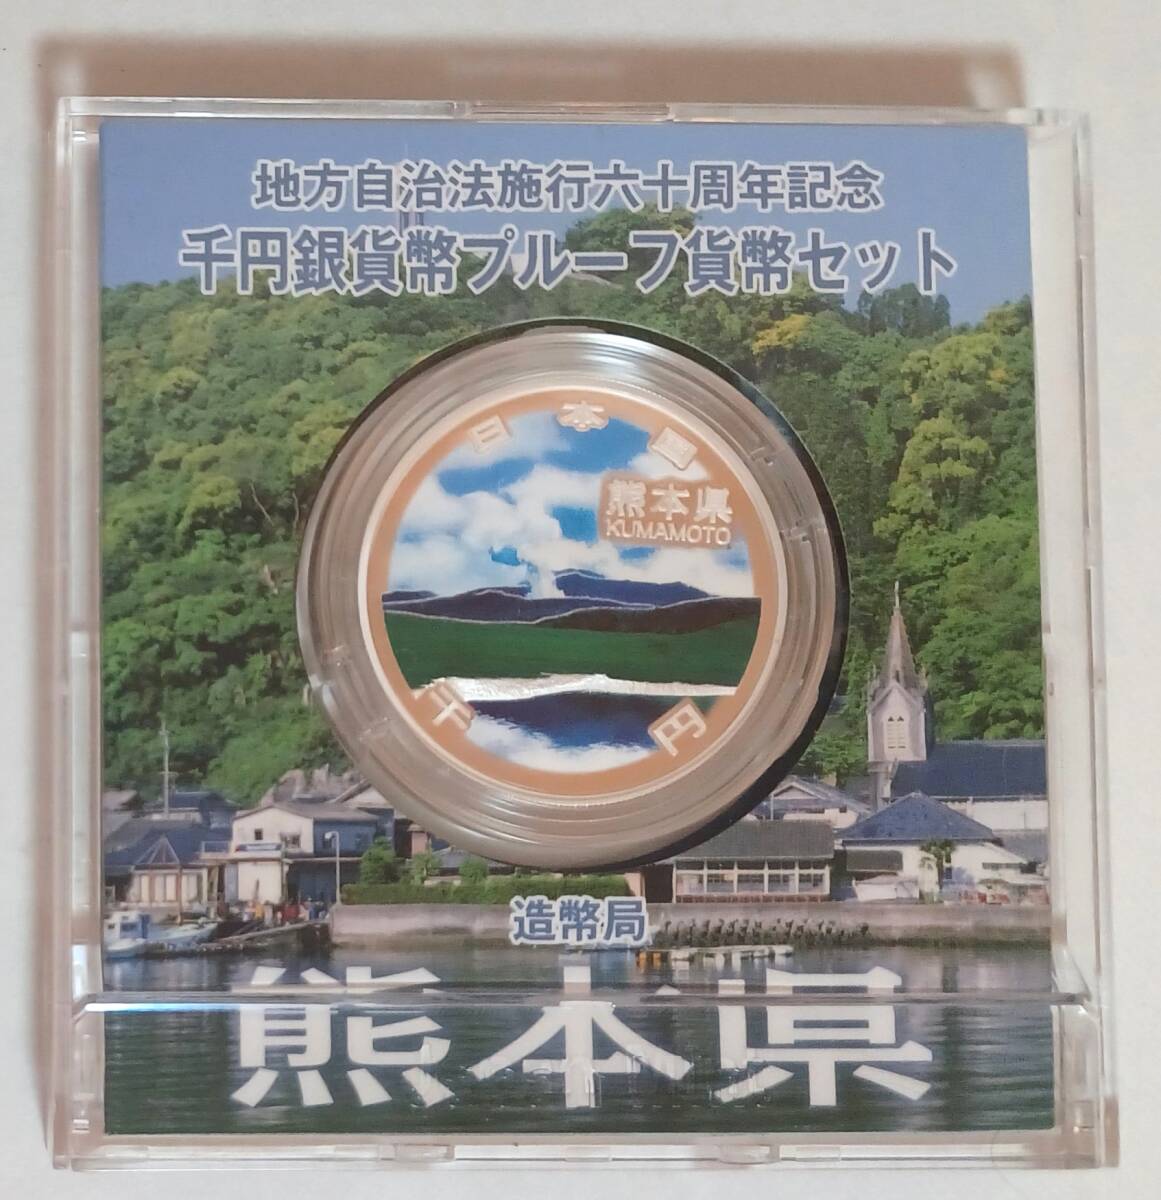 地方自治法施行六十周年記念
千円銀貨幣プルーフ貨幣セット
日本国
熊本県
KUMAMOTO
千円
造幣局
熊本県